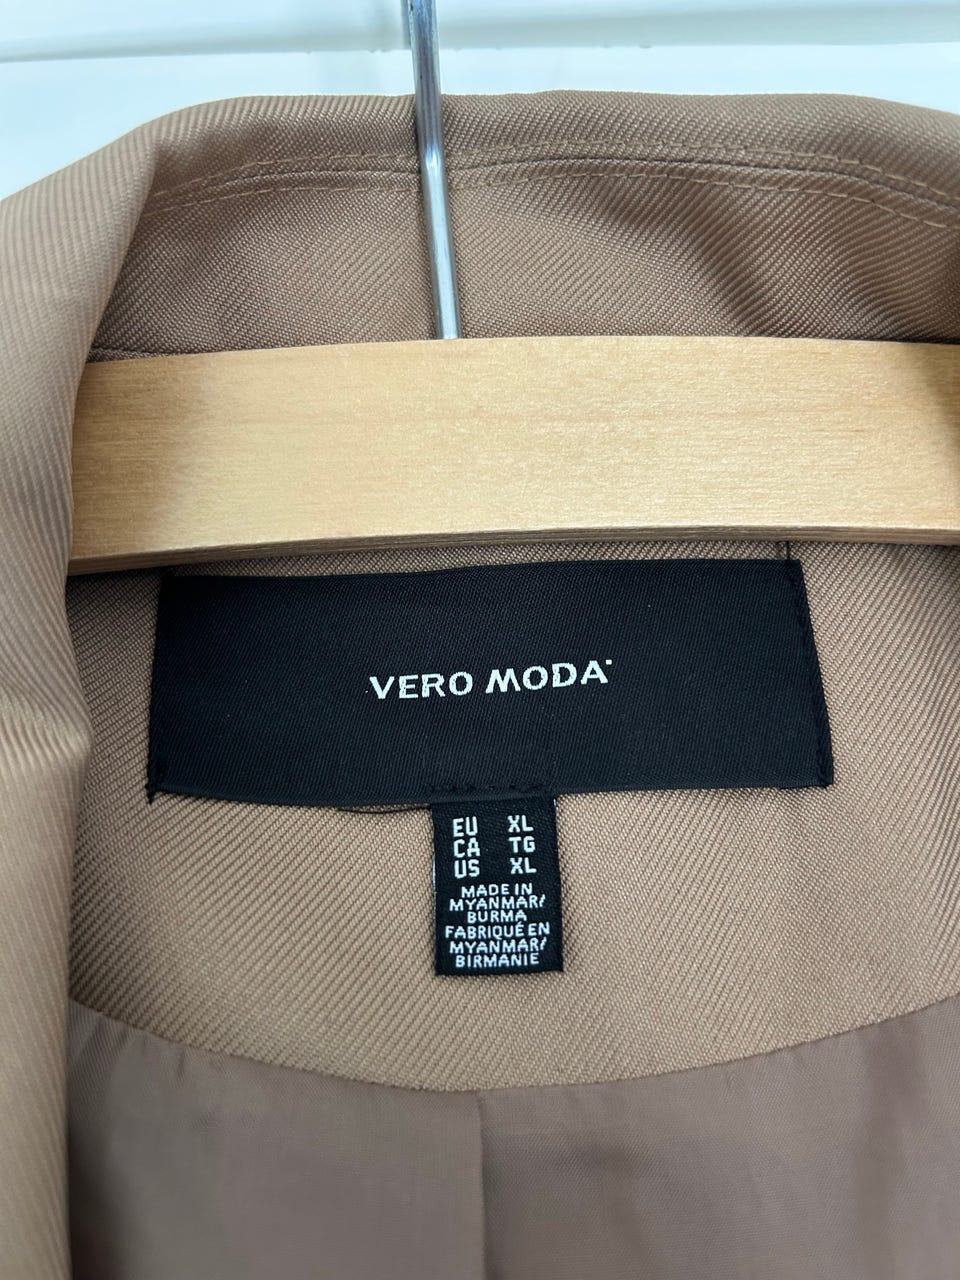 VERO MODA
EU XL
CA TG
US XL
MADE IN
MYANMAR/
BURMA
FABRIQUÉ EN
MYANMAR/
BIRMANIE